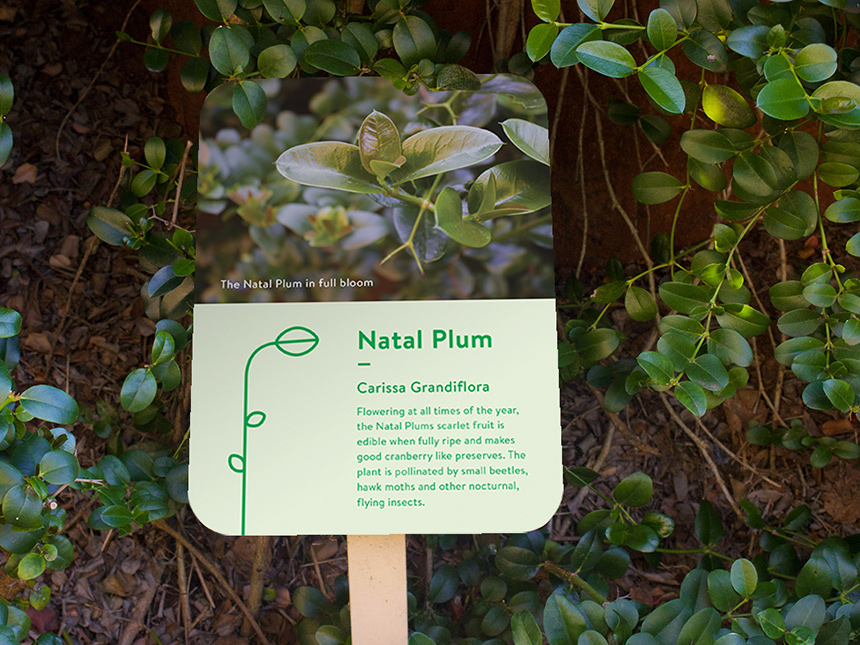 The Natal Plum in full bloom
Natal Plum
Carissa Grandiflora
Flowering at all times of the year,
the Natal Plums scarlet fruit is
edible when fully ripe and makes
good cranberry like preserves. The
plant is pollinated by small beetles,
hawk moths and other nocturnal,
flying insects.